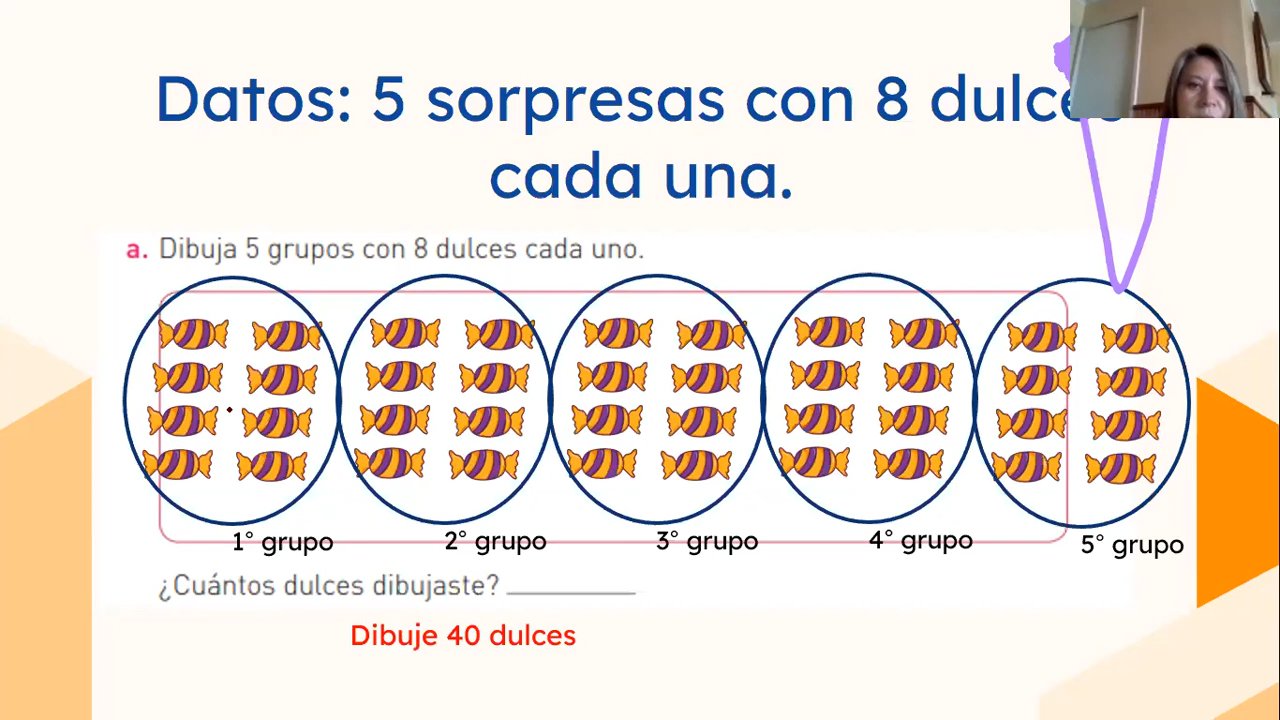 Datos: 5 sorpresas con 8 dulces
cada una.
a. Dibuja 5 grupos con 8 dulces cada uno.
1° grupo 2° grupo 3° grupo 4° grupo 5° grupo
¿Cuántos dulces dibujaste?
Dibuje 40 dulces